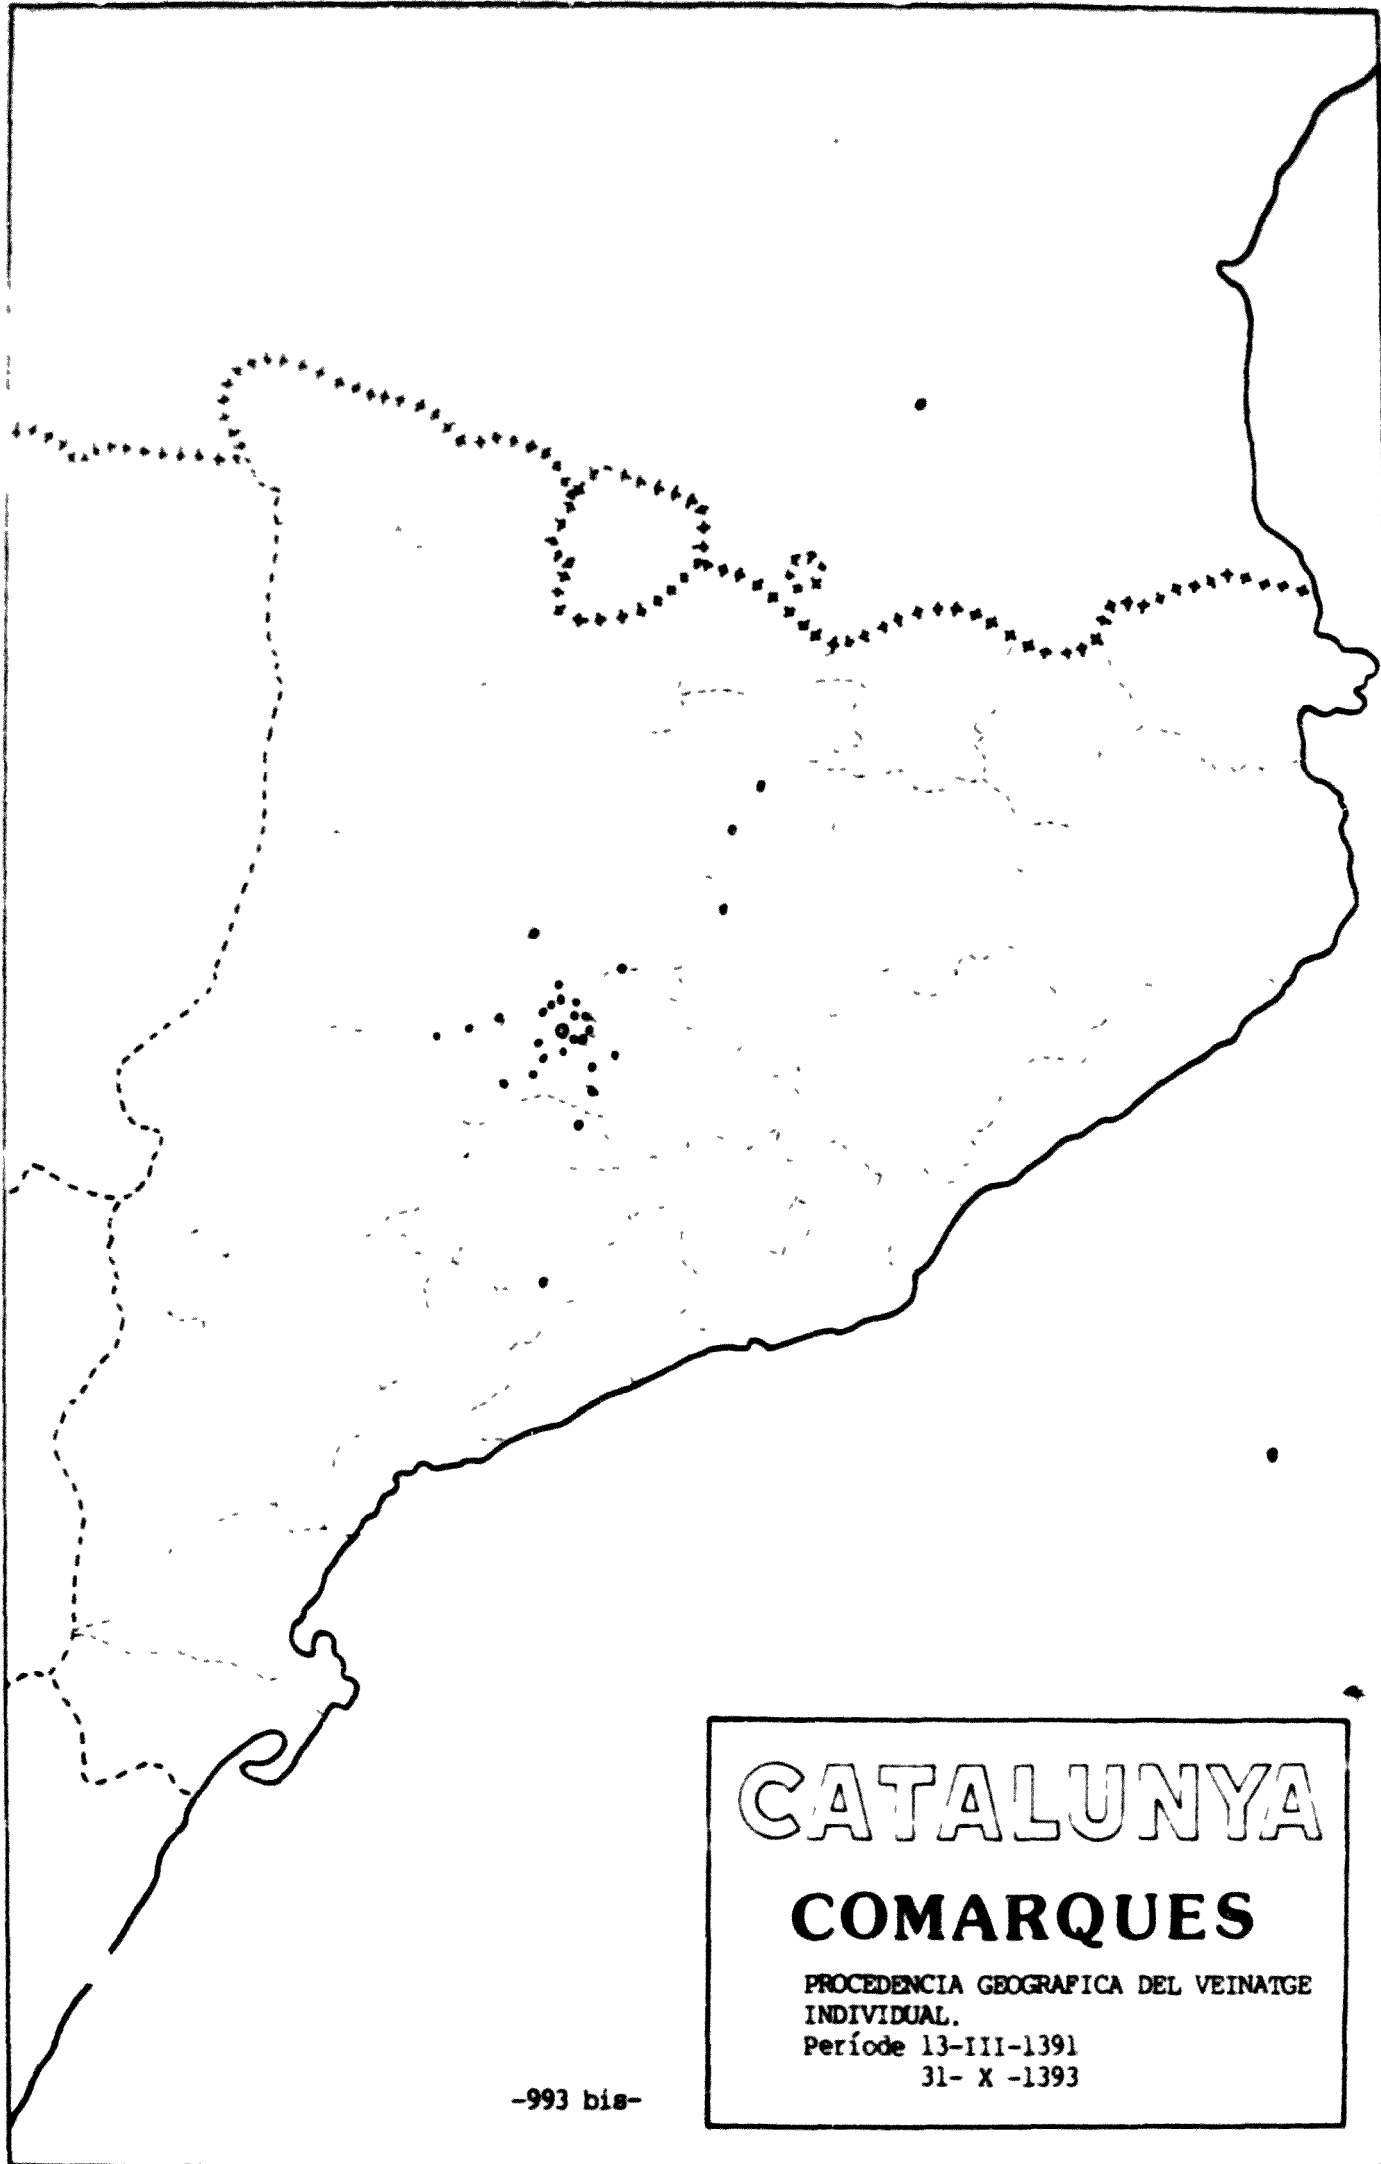 CATALUNYA
COMARQUES
PROCEDENCIA GEOGRAFICA DEL VEINATGE
INDIVIDUAL.
Període 13-III-1391
31- X -1393
-993 bis-